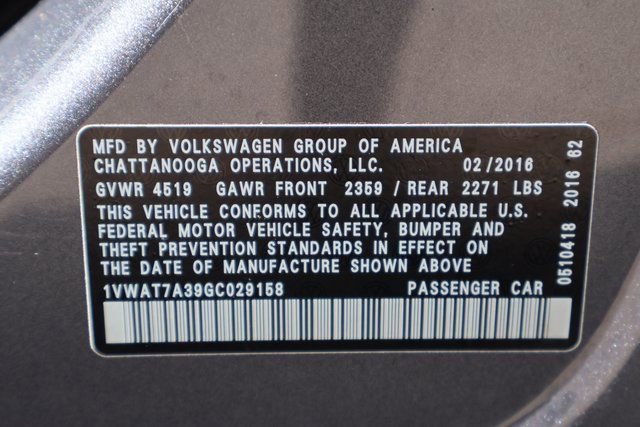 MFD BY VOLKSWAGEN GROUP OF AMERICA
CHATTANOOGA OPERATIONS, LLC. 02/2016
GVWR 4519 GAWR FRONT 2359 / REAR 2271 LBS
THIS VEHICLE CONFORMS TO ALL APPLICABLE U.S.
FEDERAL MOTOR VEHICLE SAFETY, BUMPER AND
THEFT PREVENTION STANDARDS IN EFFECT ON
THE DATE OF MANUFACTURE SHOWN ABOVE
1VWAT7A39GC029158 PASSENGER CAR
0510418 2016 62